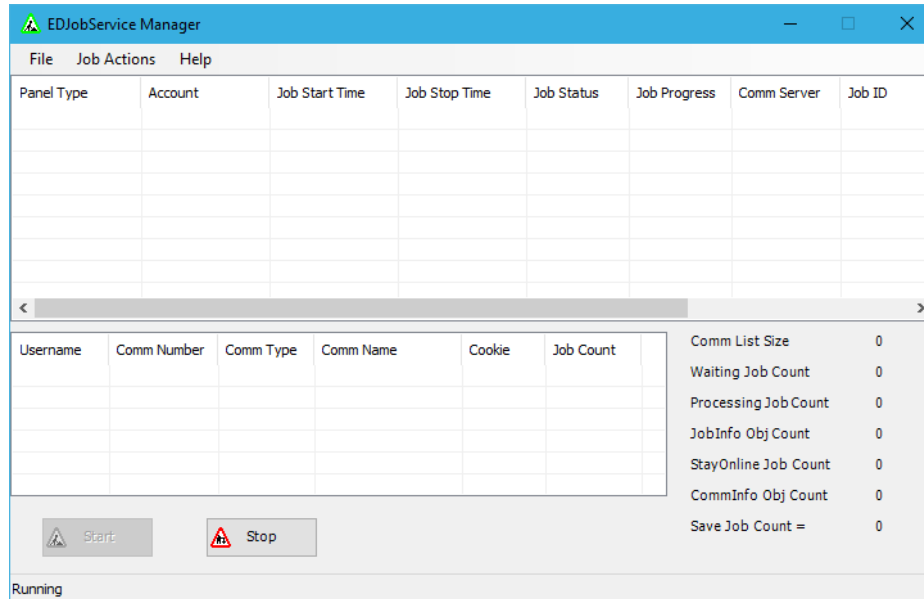 EDJobService Manager
File Job Actions Help
Panel Type Account Job Start Time Job Stop Time Job Status Job Progress Comm Server Job ID
Username Comm Number Comm Type Comm Name Cookie Job Count
Comm List Size 0
Waiting Job Count 0
Processing Job Count 0
JobInfo Obj Count 0
StayOnline Job Count 0
CommInfo Obj Count 0
Save Job Count = 0
Start Stop
Running